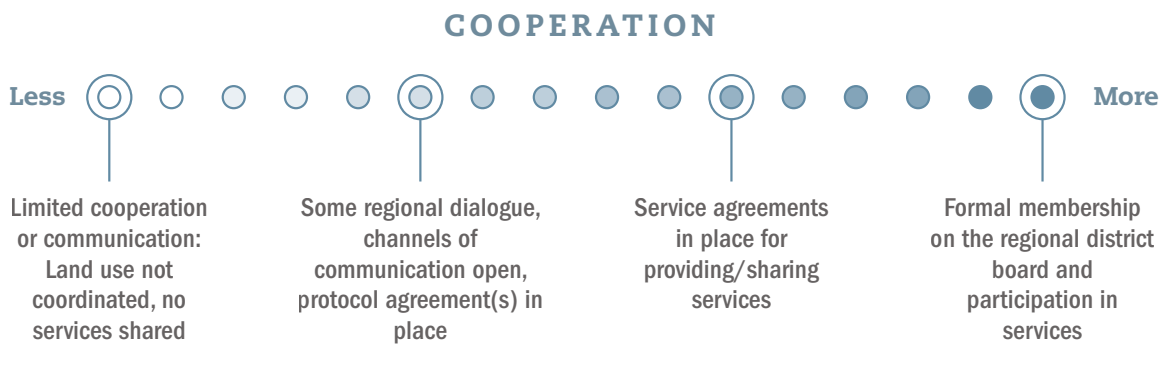 COOPERATION
Less
More
Limited cooperation
or communication:
Land use not
coordinated, no
services shared
Some regional dialogue,
channels of
communication open,
protocol agreement(s) in
place
Service agreements
in place for
providing/sharing
services
Formal membership
on the regional district
board and
participation in
services